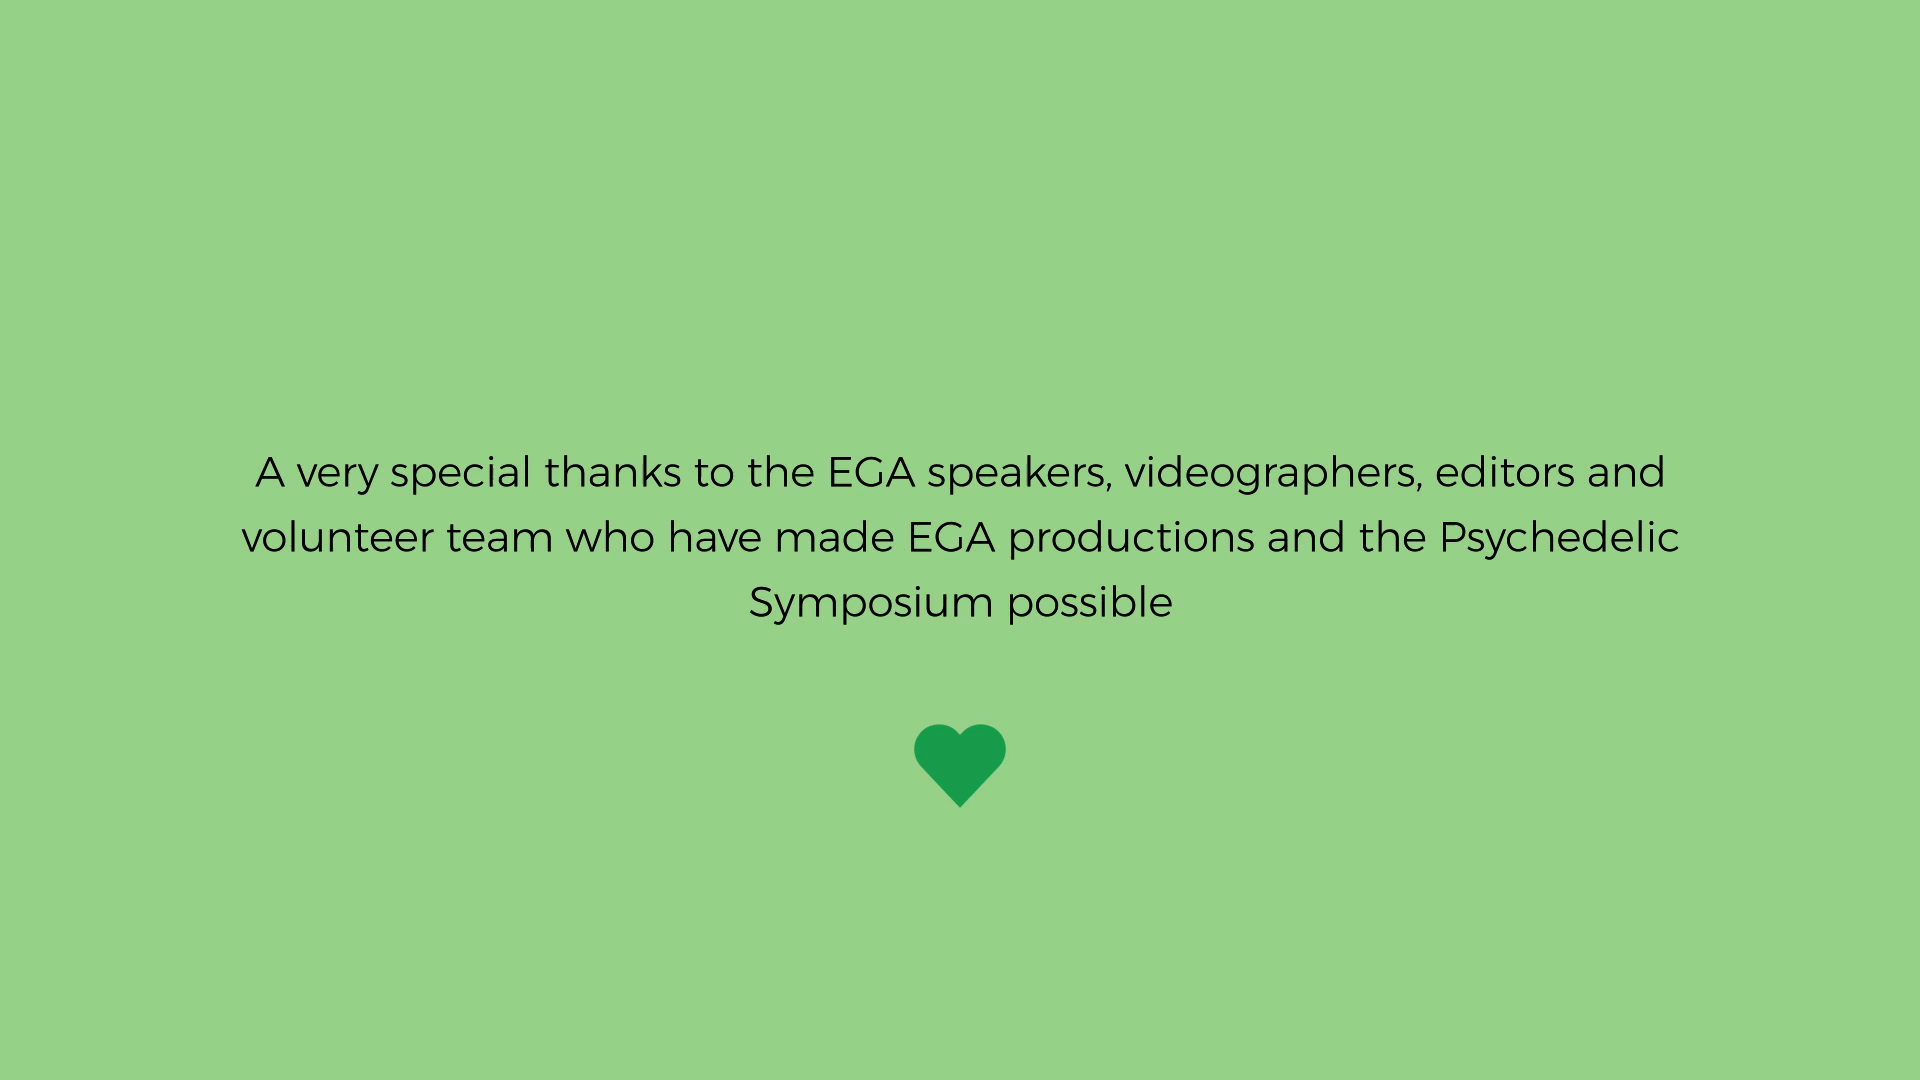 A very special thanks to the EGA speakers, videographers, editors and
volunteer team who have made EGA productions and the Psychedelic
Symposium possible